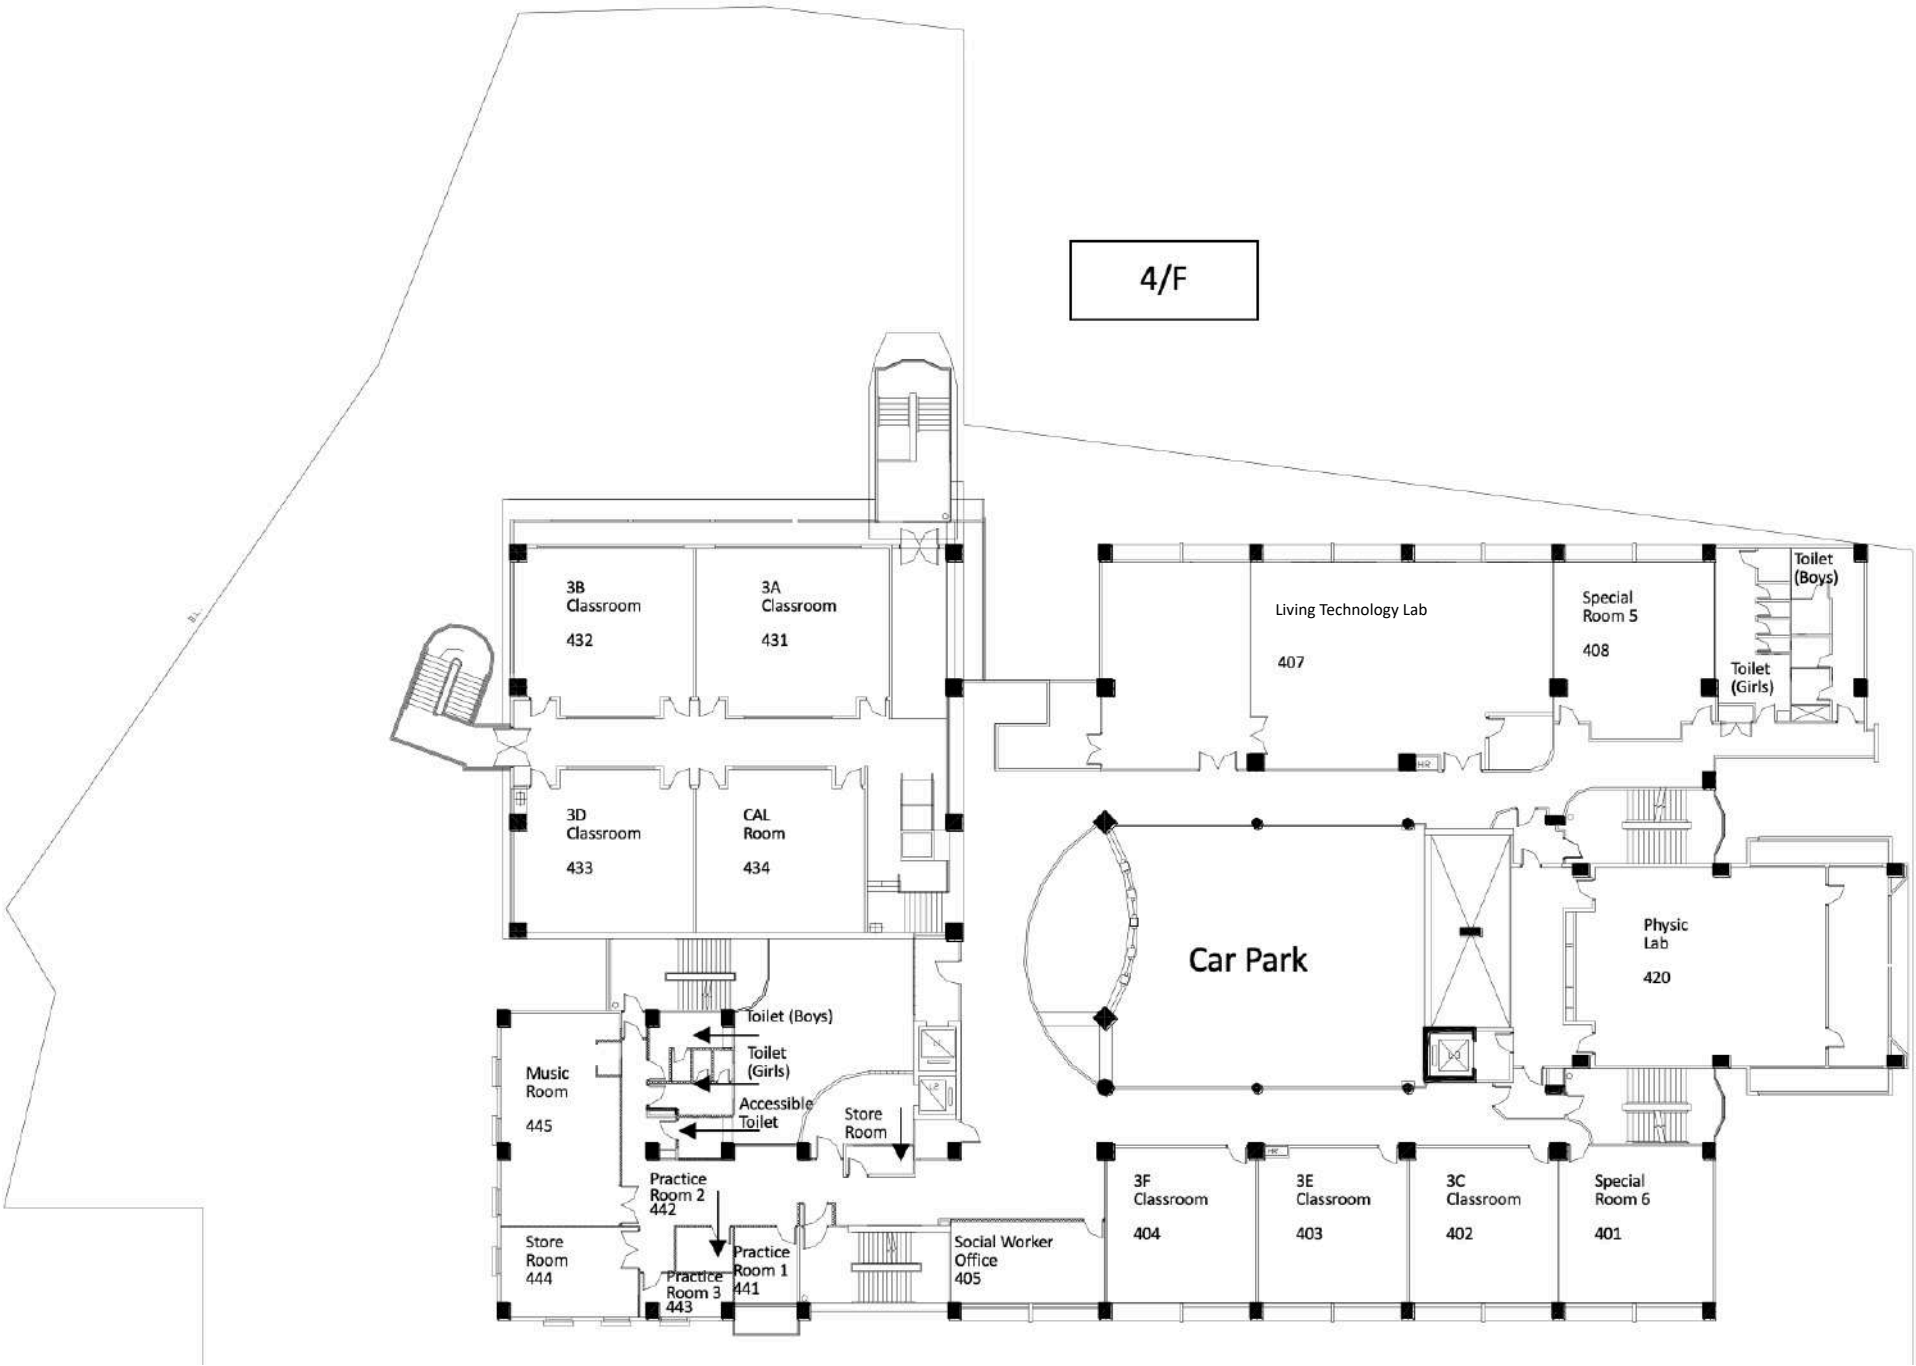 4/F
3B
Classroom
432
3A
Classroom
431
Living Technology Lab
407
Special
Room 5
408
Toilet
(Boys)
Toilet
(Girls)
B.L.
HR
3D
Classroom
433
CAL
Room
434
Car Park
Physic
Lab
420
Toilet (Boys)
Toilet
(Girls)
Accessible
Toilet
Music
Room
445
Store
Room
Practice
Room 2
442
HR
3F
Classroom
404
3E
Classroom
403
3C
Classroom
402
Special
Room 6
401
Store
Room
444
Practice
Room 3
443
Practice
Room 1
441
Social Worker
Office
405